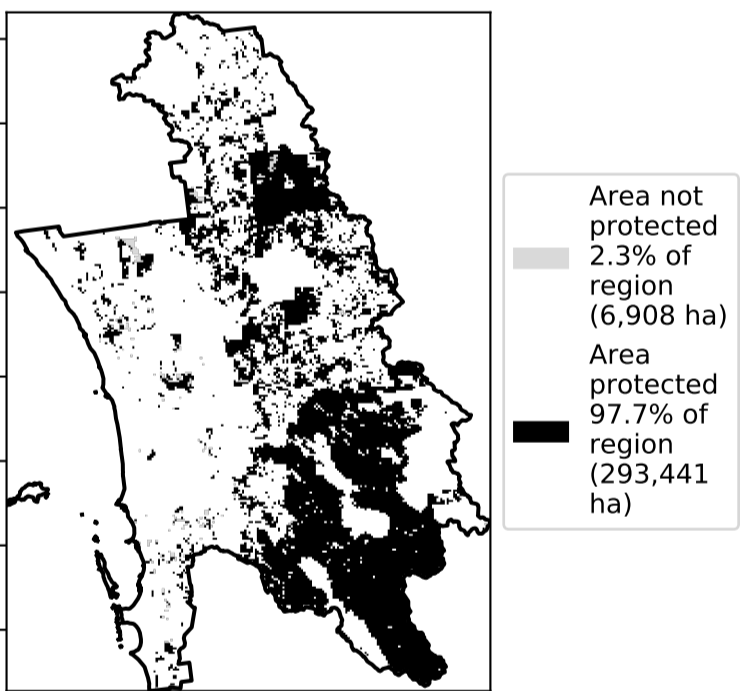 Area not
protected
2.3% of
region
(6,908 ha)
Area
protected
97.7% of
region
(293,441
ha)